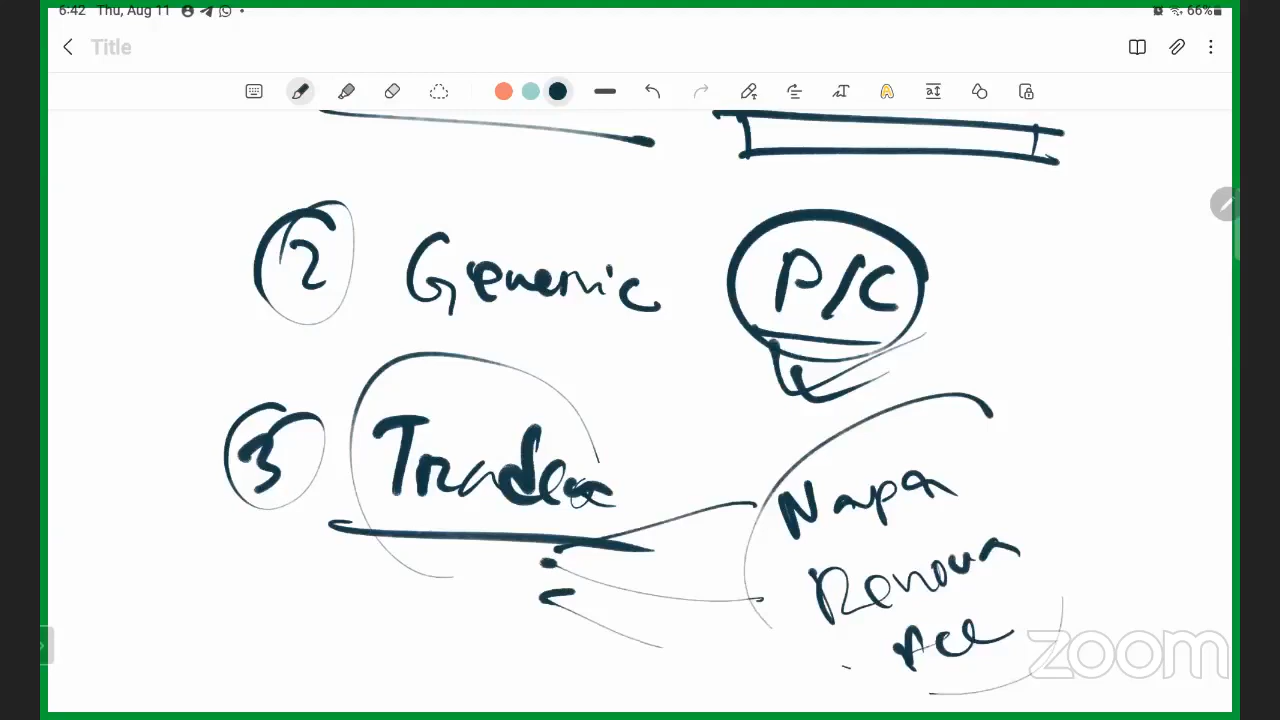 6:42 Thu, Aug 11 66%
Title
2 Generic P/C
3 Trade
Napa
Renova
Ace
zoom